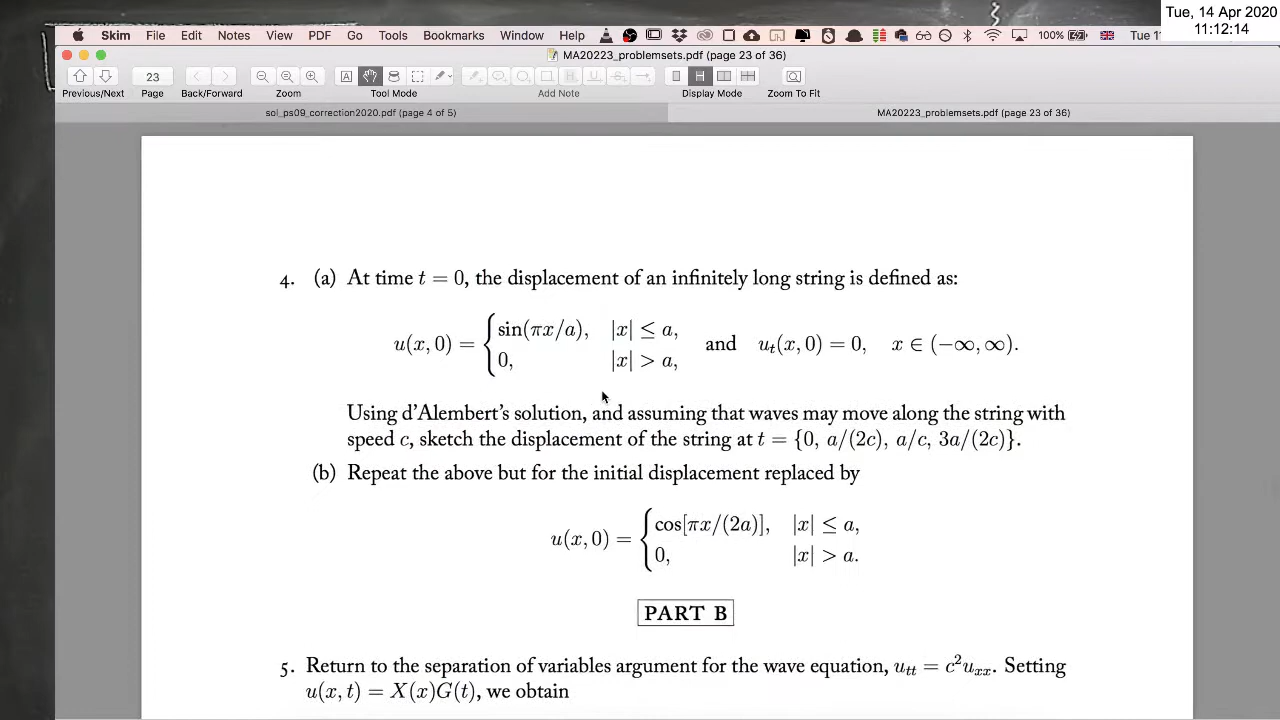 Tue, 14 Apr 2020
11:12:14
Skim File Edit Notes View PDF Go Tools Bookmarks Window Help 100% Tue 11
MA20223_problemsets.pdf (page 23 of 36)
23
Previous/Next Page Back/Forward Zoom Tool Mode Add Note Display Mode Zoom To Fit
sol_ps09_correction2020.pdf (page 4 of 5) MA20223_problemsets.pdf (page 23 of 36)
4. (a) At time t = 0, the displacement of an infinitely long string is defined as:
u(x, 0) = { sin(πx/a), |x| ≤ a,
0, |x| > a, and u_t(x, 0) = 0, x ∈ (−∞, ∞).
Using d'Alembert's solution, and assuming that waves may move along the string with
speed c, sketch the displacement of the string at t = {0, a/(2c), a/c, 3a/(2c)}.
(b) Repeat the above but for the initial displacement replaced by
u(x, 0) = { cos[πx/(2a)], |x| ≤ a,
0, |x| > a.
PART B
5. Return to the separation of variables argument for the wave equation, u_tt = c²u_xx. Setting
u(x, t) = X(x)G(t), we obtain